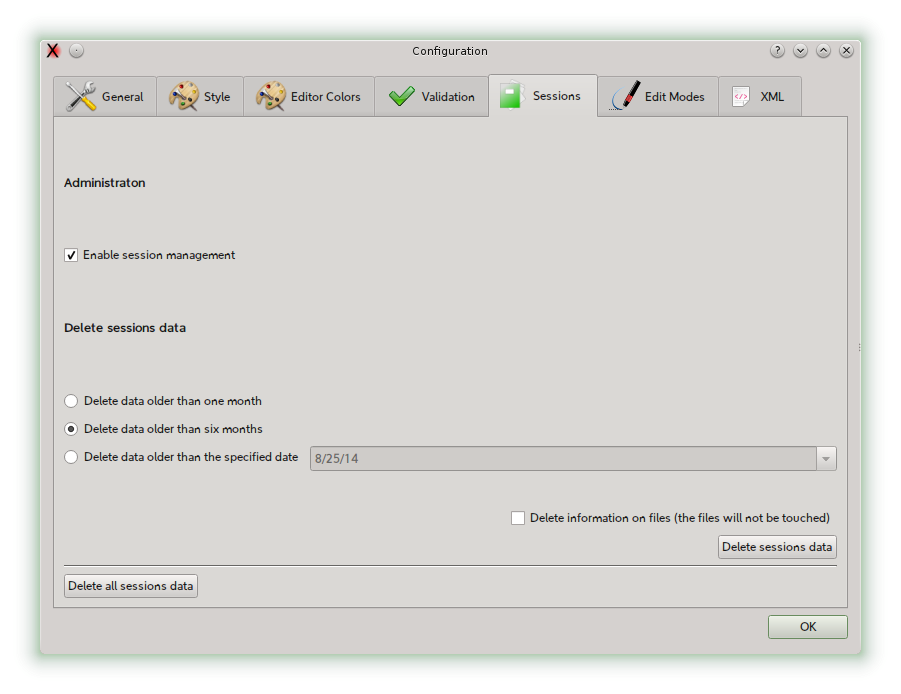 Configuration
General Style Editor Colors Validation Sessions Edit Modes XML
Administraton
Enable session management
Delete sessions data
Delete data older than one month
Delete data older than six months
Delete data older than the specified date 8/25/14
Delete information on files (the files will not be touched)
Delete sessions data
Delete all sessions data
OK